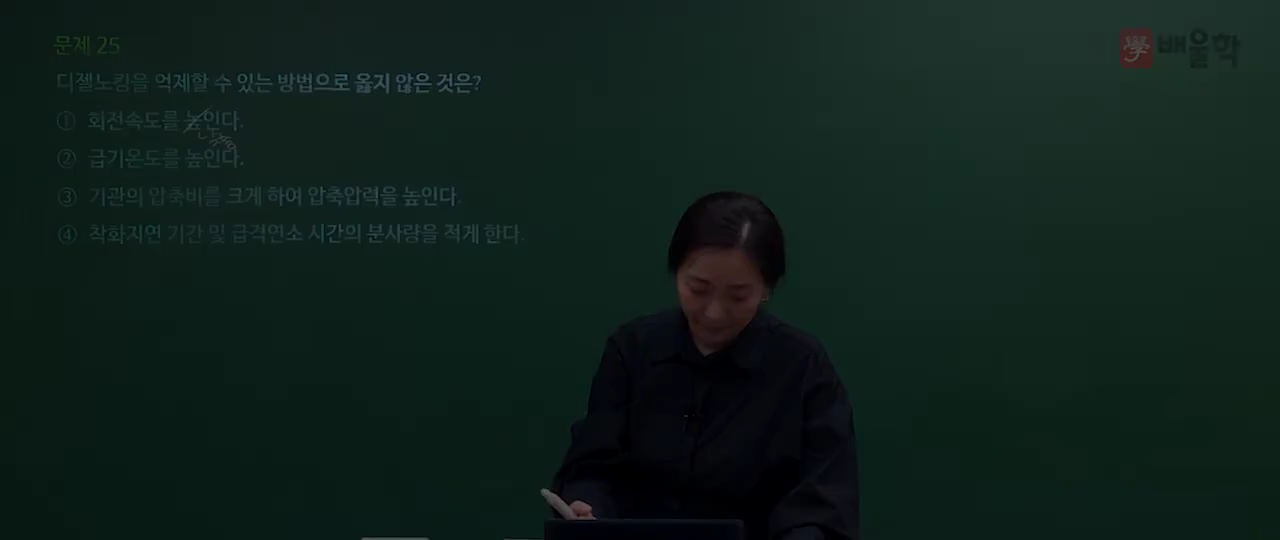 문제 25
學 배울학
디젤노킹을 억제할 수 있는 방법으로 옳지 않은 것은?
① 회전속도를 높인다.
② 급기온도를 높인다.
③ 기관의 압축비를 크게 하여 압축압력을 높인다.
④ 착화지연 기간 및 급격연소 시간의 분사량을 적게 한다.